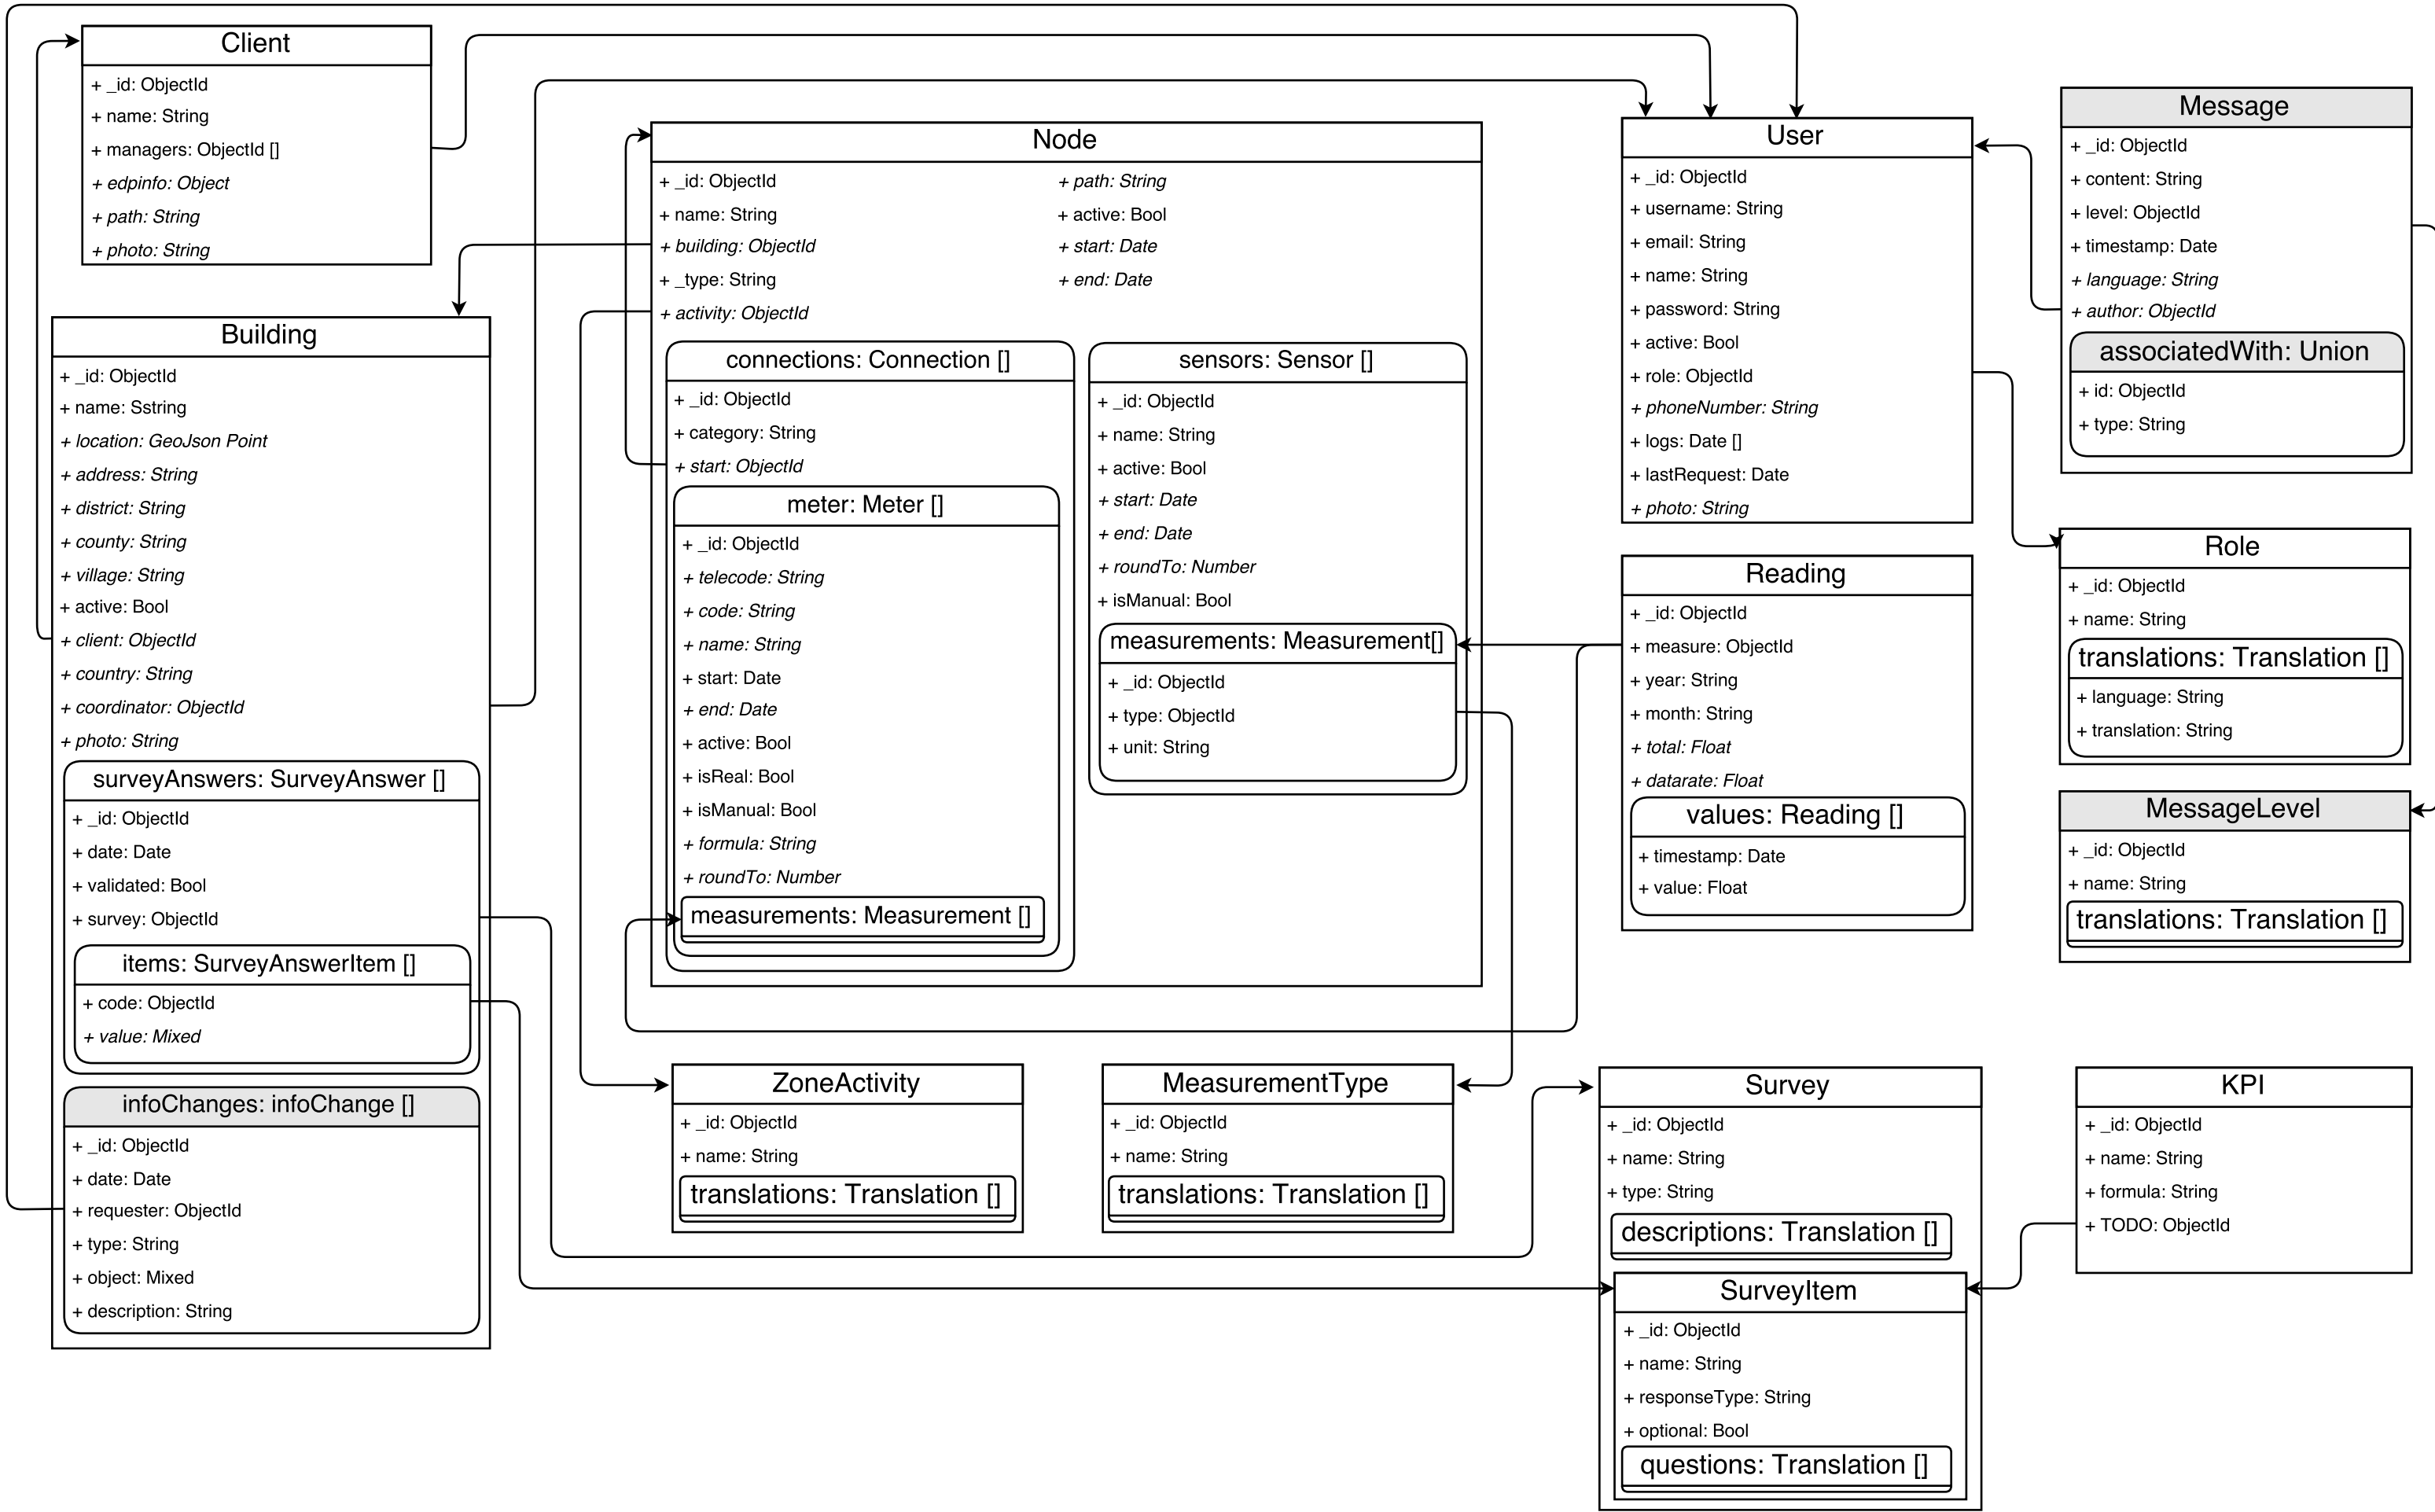 Client
+ _id: ObjectId
+ name: String
+ managers: ObjectId []
+ edpinfo: Object
+ path: String
+ photo: String
Building
+ _id: ObjectId
+ name: Sstring
+ location: GeoJson Point
+ address: String
+ district: String
+ county: String
+ village: String
+ active: Bool
+ client: ObjectId
+ country: String
+ coordinator: ObjectId
+ photo: String
surveyAnswers: SurveyAnswer []
+ _id: ObjectId
+ date: Date
+ validated: Bool
+ survey: ObjectId
items: SurveyAnswerItem []
+ code: ObjectId
+ value: Mixed
infoChanges: infoChange []
+ _id: ObjectId
+ date: Date
+ requester: ObjectId
+ type: String
+ object: Mixed
+ description: String
Node
+ _id: ObjectId
+ name: String
+ building: ObjectId
+ _type: String
+ activity: ObjectId
+ path: String
+ active: Bool
+ start: Date
+ end: Date
connections: Connection []
+ _id: ObjectId
+ category: String
+ start: ObjectId
meter: Meter []
+ _id: ObjectId
+ telecode: String
+ code: String
+ name: String
+ start: Date
+ end: Date
+ active: Bool
+ isReal: Bool
+ isManual: Bool
+ formula: String
+ roundTo: Number
measurements: Measurement []
sensors: Sensor []
+ _id: ObjectId
+ name: String
+ active: Bool
+ start: Date
+ end: Date
+ roundTo: Number
+ isManual: Bool
measurements: Measurement[]
+ _id: ObjectId
+ type: ObjectId
+ unit: String
ZoneActivity
+ _id: ObjectId
+ name: String
translations: Translation []
MeasurementType
+ _id: ObjectId
+ name: String
translations: Translation []
User
+ _id: ObjectId
+ username: String
+ email: String
+ name: String
+ password: String
+ active: Bool
+ role: ObjectId
+ phoneNumber: String
+ logs: Date []
+ lastRequest: Date
+ photo: String
Reading
+ _id: ObjectId
+ measure: ObjectId
+ year: String
+ month: String
+ total: Float
+ datarate: Float
values: Reading []
+ timestamp: Date
+ value: Float
Survey
+ _id: ObjectId
+ name: String
+ type: String
descriptions: Translation []
SurveyItem
+ _id: ObjectId
+ name: String
+ responseType: String
+ optional: Bool
questions: Translation []
Message
+ _id: ObjectId
+ content: String
+ level: ObjectId
+ timestamp: Date
+ language: String
+ author: ObjectId
associatedWith: Union
+ id: ObjectId
+ type: String
Role
+ _id: ObjectId
+ name: String
translations: Translation []
+ language: String
+ translation: String
MessageLevel
+ _id: ObjectId
+ name: String
translations: Translation []
KPI
+ _id: ObjectId
+ name: String
+ formula: String
+ TODO: ObjectId